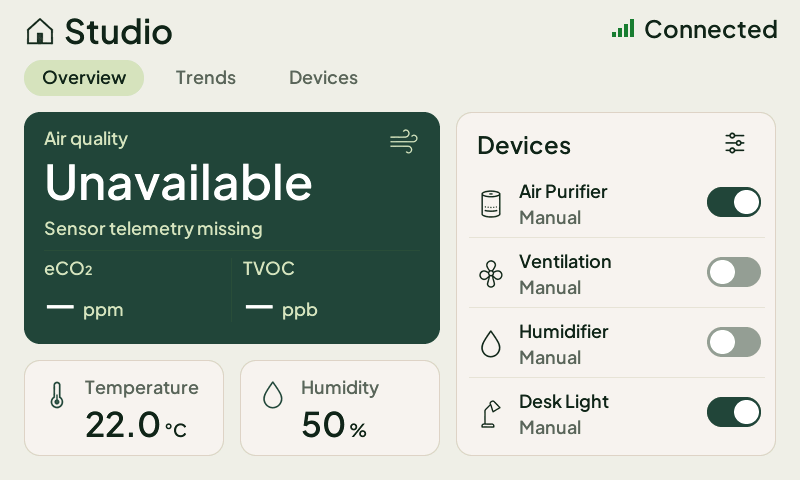 Studio
Connected
Overview
Trends
Devices
Air quality
Unavailable
Sensor telemetry missing
eCO₂
TVOC
— ppm
— ppb
Temperature
22.0 °C
Humidity
50 %
Devices
Air Purifier
Manual
Ventilation
Manual
Humidifier
Manual
Desk Light
Manual